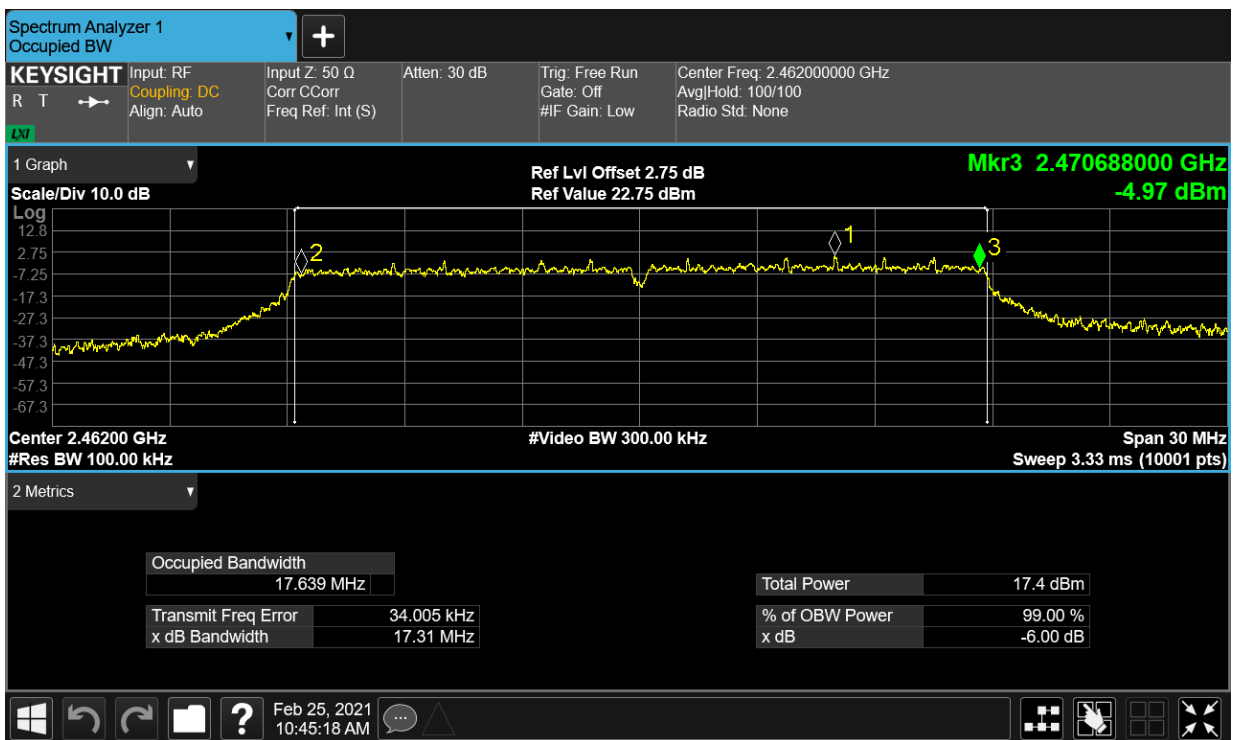 Spectrum Analyzer 1
Occupied BW
KEYSIGHT
R T
LXI
Input: RF
Coupling: DC
Align: Auto
Input Z: 50 Ω
Corr CCorr
Freq Ref: Int (S)
Atten: 30 dB
Trig: Free Run
Gate: Off
#IF Gain: Low
Center Freq: 2.462000000 GHz
Avg|Hold: 100/100
Radio Std: None
1 Graph
Scale/Div 10.0 dB
Ref Lvl Offset 2.75 dB
Ref Value 22.75 dBm
Mkr3 2.470688000 GHz
-4.97 dBm
Log
12.8
2.75
-7.25
-17.3
-27.3
-37.3
-47.3
-57.3
-67.3
2
1
3
Center 2.46200 GHz
#Video BW 300.00 kHz
Span 30 MHz
#Res BW 100.00 kHz
Sweep 3.33 ms (10001 pts)
2 Metrics
Occupied Bandwidth
17.639 MHz
Total Power 17.4 dBm
Transmit Freq Error 34.005 kHz
% of OBW Power 99.00 %
x dB Bandwidth 17.31 MHz
x dB -6.00 dB
?
Feb 25, 2021
10:45:18 AM